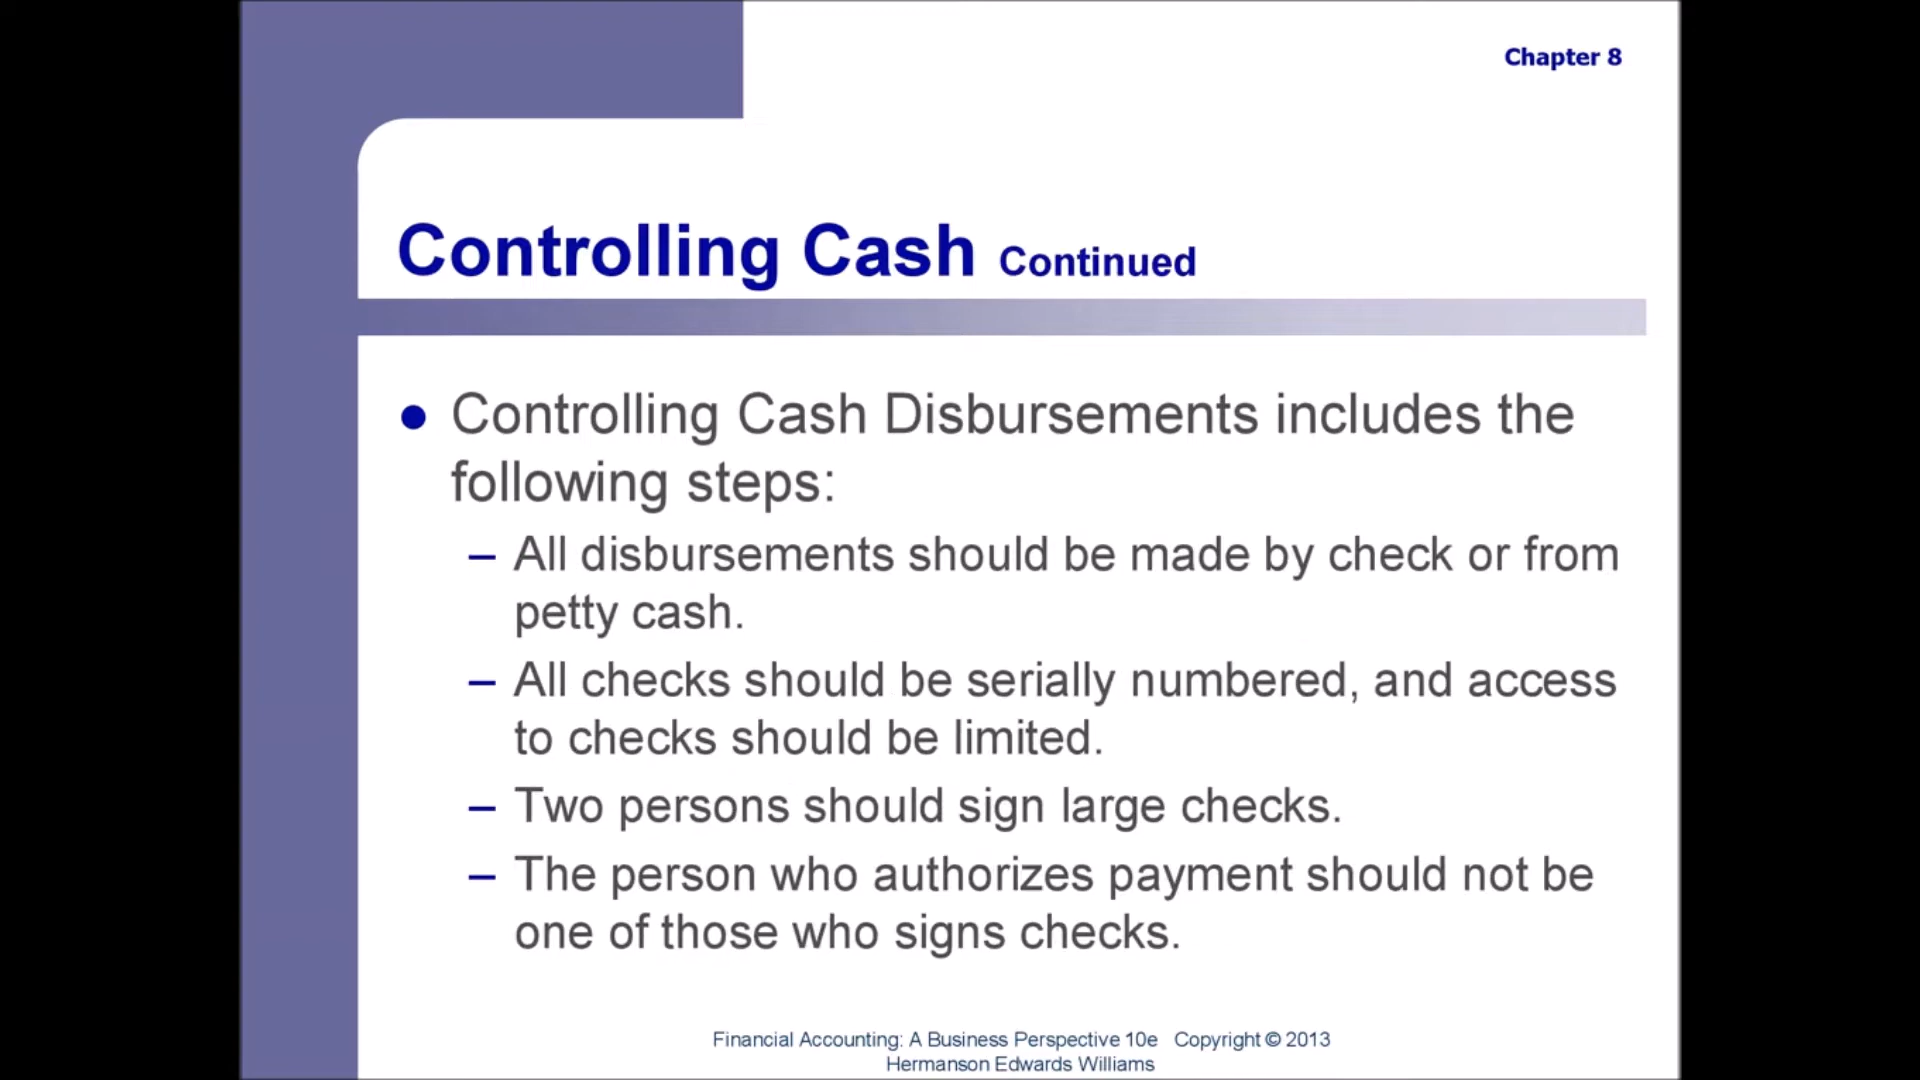 Chapter 8
Controlling Cash Continued
● Controlling Cash Disbursements includes the
following steps:
– All disbursements should be made by check or from
petty cash.
– All checks should be serially numbered, and access
to checks should be limited.
– Two persons should sign large checks.
– The person who authorizes payment should not be
one of those who signs checks.
Financial Accounting: A Business Perspective 10e Copyright © 2013
Hermanson Edwards Williams